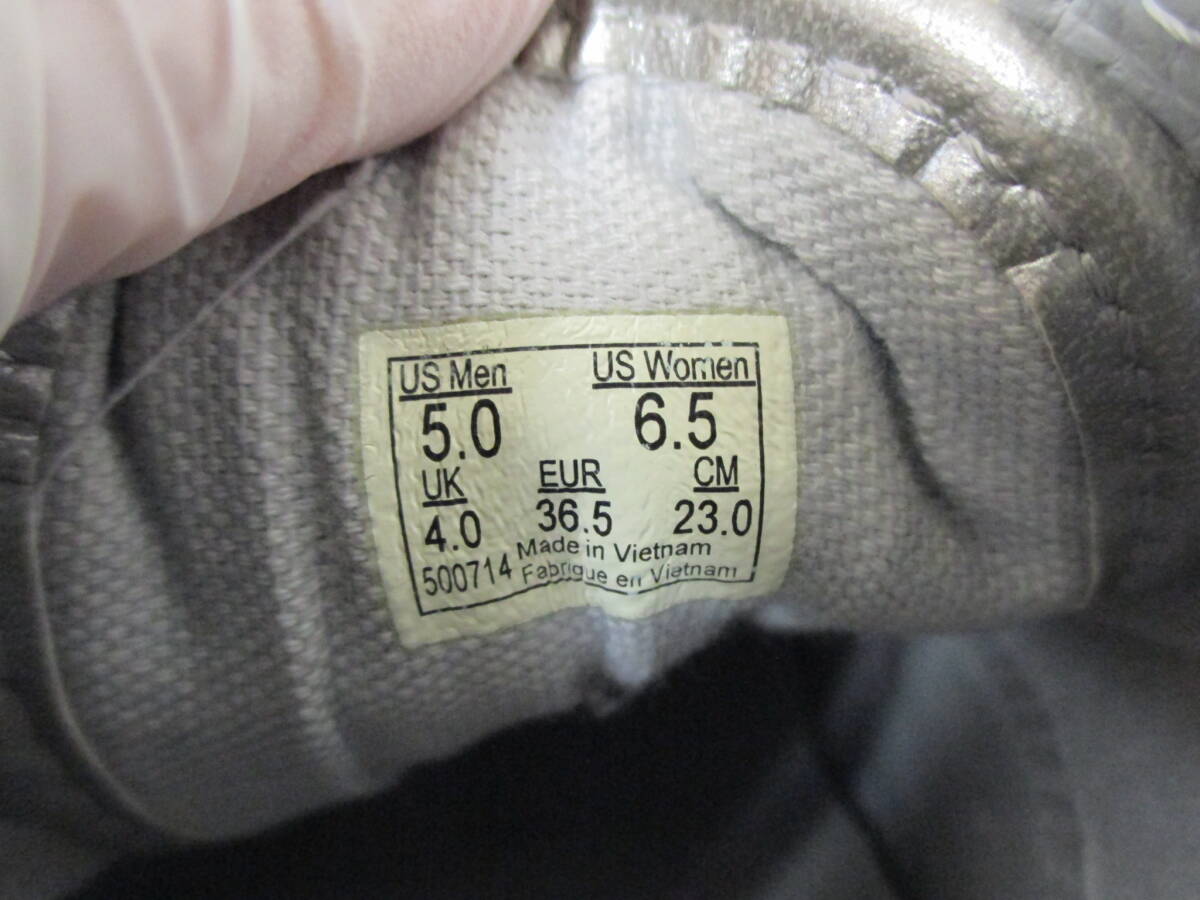 US Men US Women
5.0 6.5
UK EUR CM
4.0 36.5 23.0
Made in Vietnam
500714 Fabrique en Vietnam